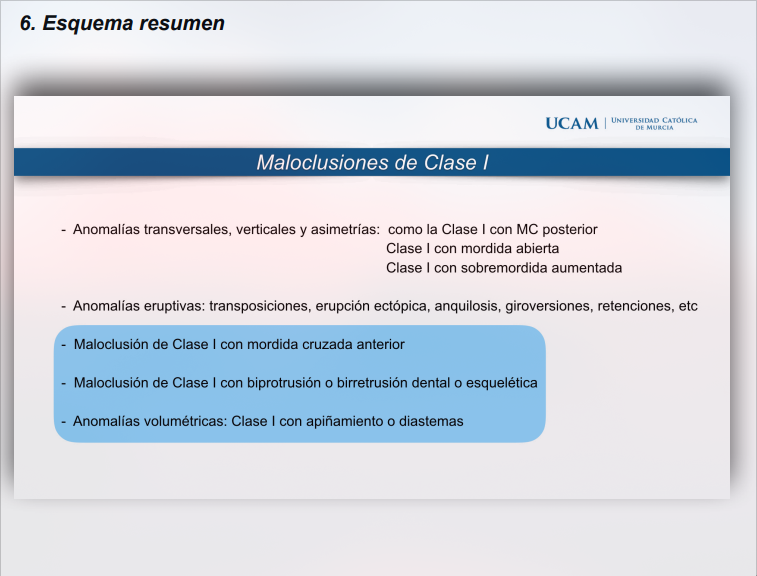 6. Esquema resumen
UCAM | UNIVERSIDAD CATÓLICA
DE MURCIA
Maloclusiones de Clase I
- Anomalías transversales, verticales y asimetrías: como la Clase I con MC posterior
Clase I con mordida abierta
Clase I con sobremordida aumentada
- Anomalías eruptivas: transposiciones, erupción ectópica, anquilosis, giroversiones, retenciones, etc
- Maloclusión de Clase I con mordida cruzada anterior
- Maloclusión de Clase I con biprotrusión o birretrusión dental o esquelética
- Anomalías volumétricas: Clase I con apiñamiento o diastemas